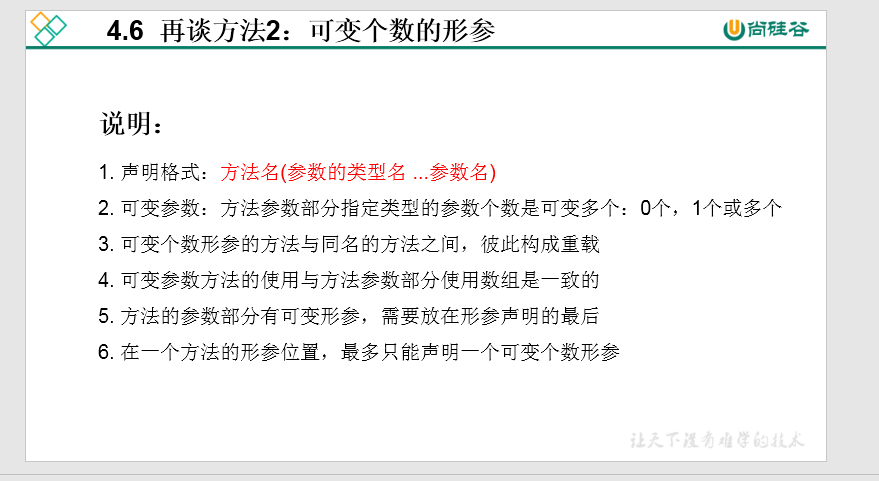 4.6 再谈方法2：可变个数的形参
尚硅谷
说明：
1. 声明格式：方法名(参数的类型名 ...参数名)
2. 可变参数：方法参数部分指定类型的参数个数是可变多个：0个，1个或多个
3. 可变个数形参的方法与同名的方法之间，彼此构成重载
4. 可变参数方法的使用与方法参数部分使用数组是一致的
5. 方法的参数部分有可变形参，需要放在形参声明的最后
6. 在一个方法的形参位置，最多只能声明一个可变个数形参
让天下没有难学的技术